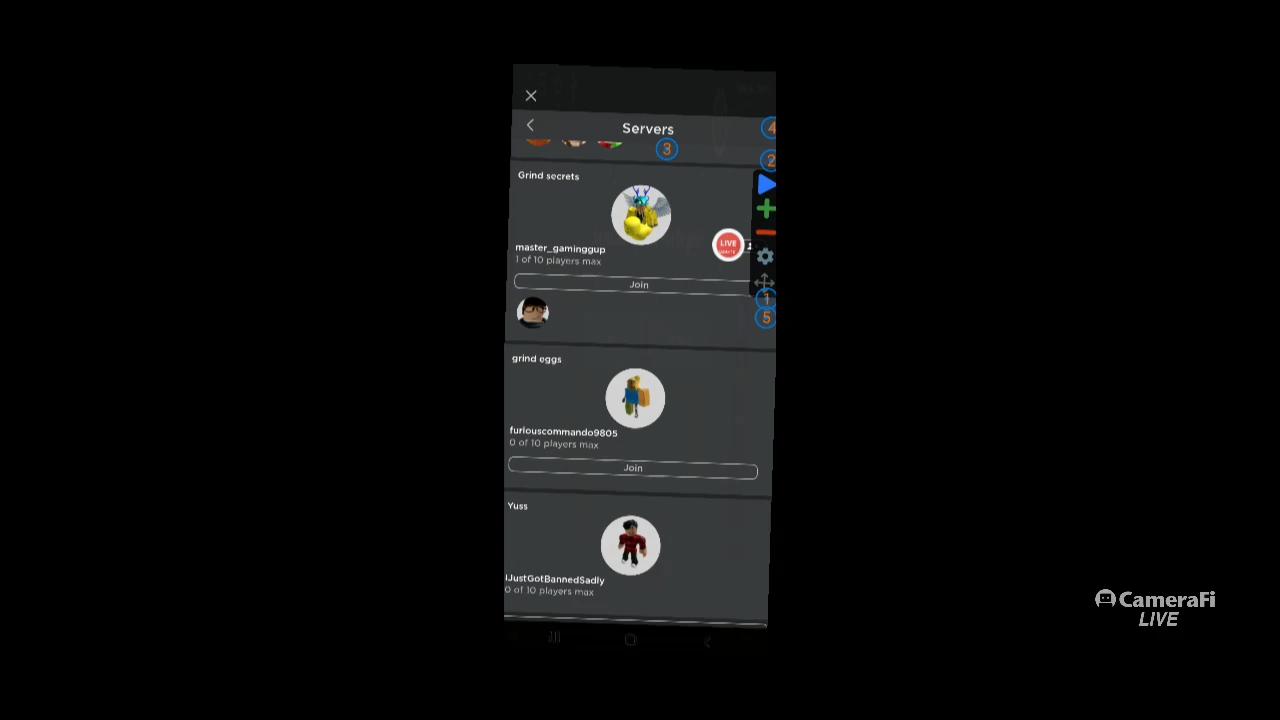 Servers
4
3
2
Grind secrets
LIVE
master_gaminggup
1 of 10 players max
Join
1
5
grind eggs
furiouscommando9805
0 of 10 players max
Join
Yuss
IJustGotBannedSadly
0 of 10 players max
CameraFi
LIVE